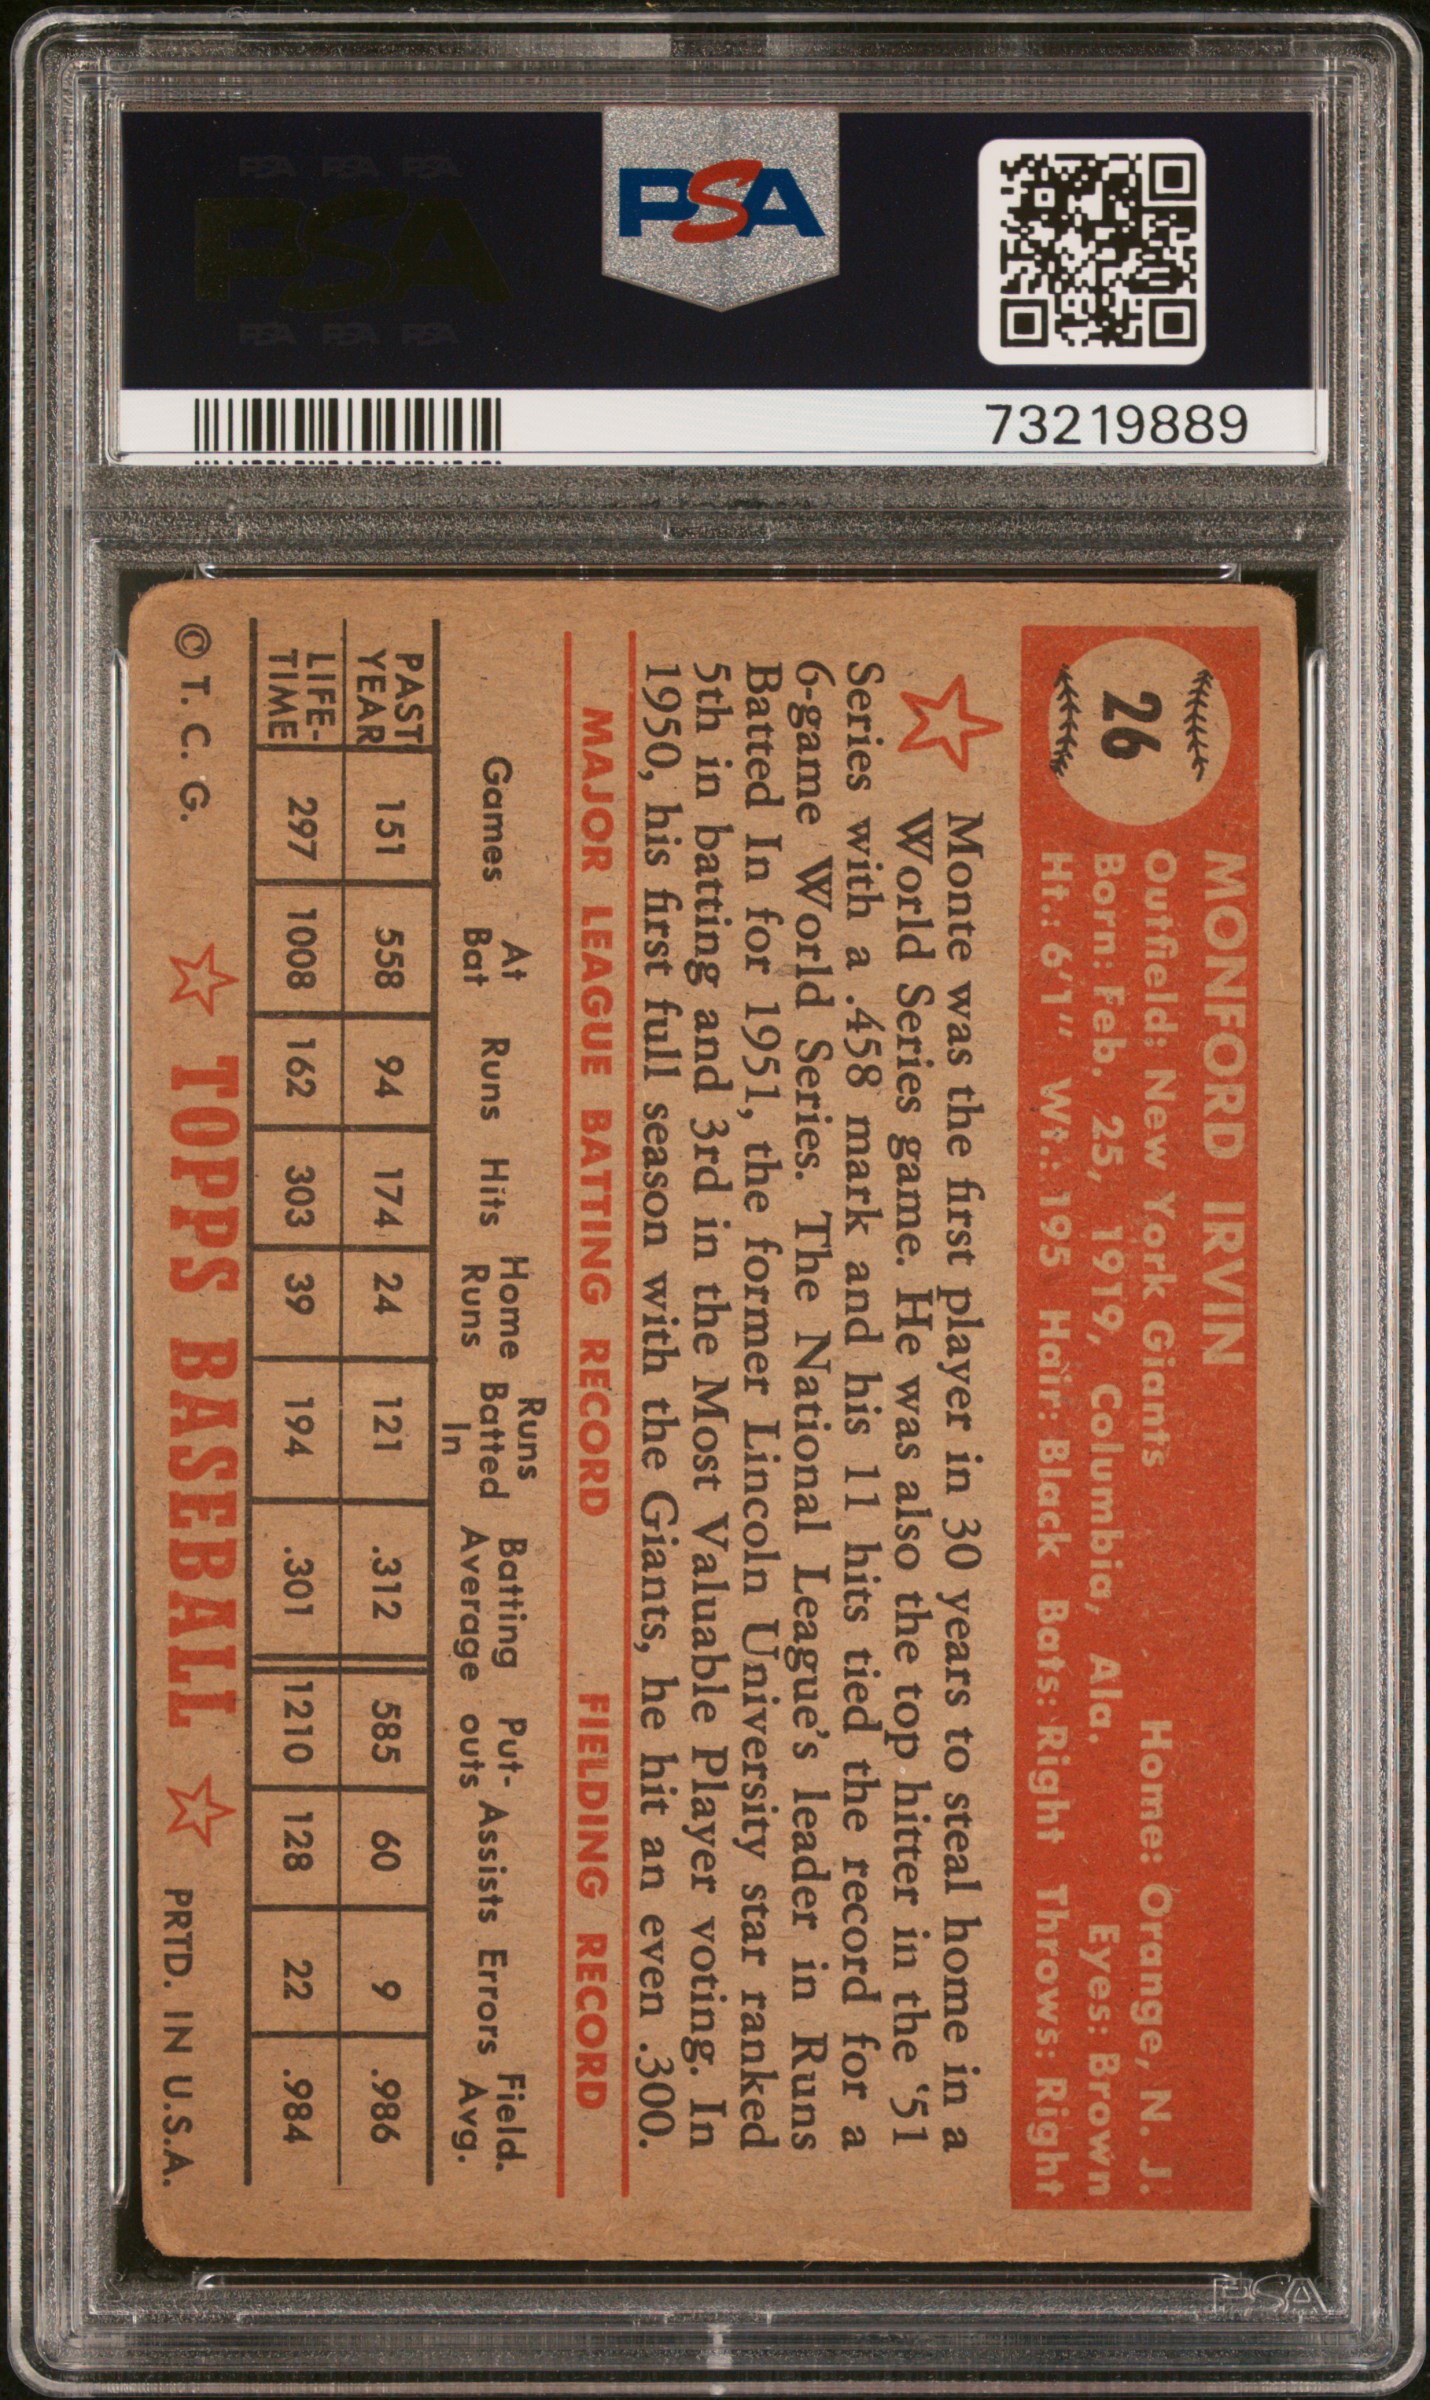 PSA PSA PSA
PSA
PSA PSA PSA
PSA
73219889
26
MONFORD IRVIN
Outfield: New York Giants Home: Orange, N. J.
Born: Feb. 25, 1919, Columbia, Ala. Eyes: Brown
Ht.: 6'1" Wt.: 195 Hair: Black Bats: Right Throws: Right
Monte was the first player in 30 years to steal home in a
World Series game. He was also the top hitter in the '51
Series with a .458 mark and his 11 hits tied the record for a
6-game World Series. The National League's leader in Runs
Batted In for 1951, the former Lincoln University star ranked
5th in batting and 3rd in the Most Valuable Player voting. In
1950, his first full season with the Giants, he hit an even .300.
MAJOR LEAGUE BATTING RECORD FIELDING RECORD
Games At Bat Runs Hits Home Runs Runs Batted In Batting Average Put-outs Assists Errors Field. Avg.
PAST YEAR 151 558 94 174 24 121 .312 585 60 9 .986
LIFE-TIME 297 1008 162 303 39 194 .301 1210 128 22 .984
© T. C. G. TOPPS BASEBALL PRTD. IN U.S.A.
PSA